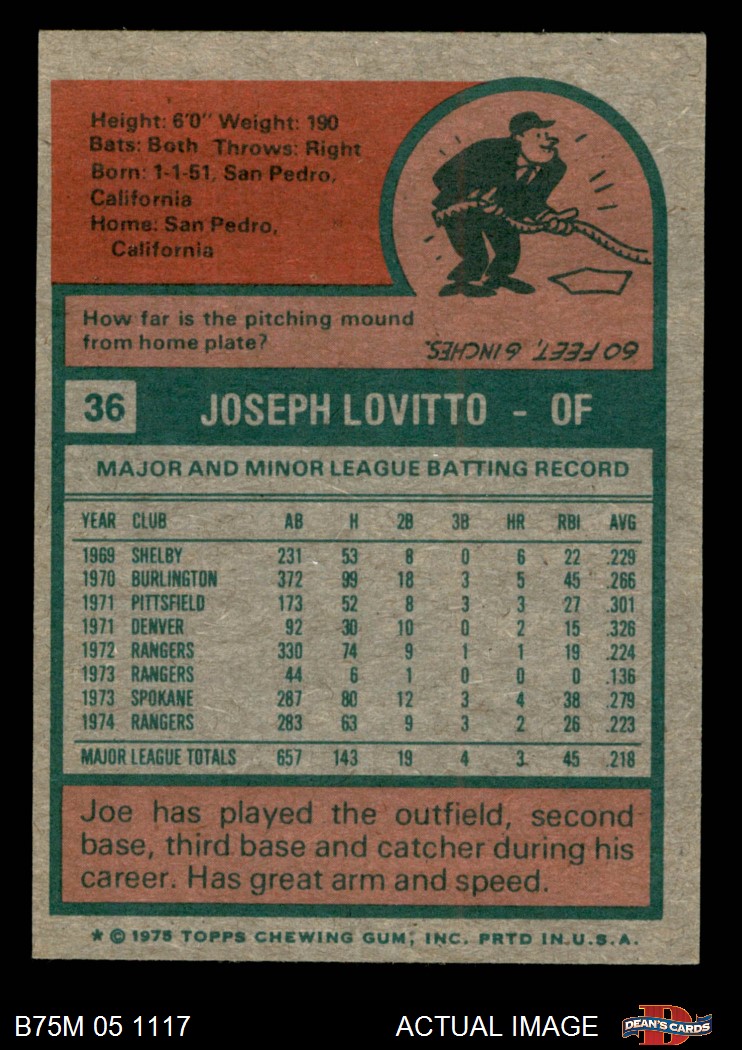 Height: 6'0" Weight: 190
Bats: Both Throws: Right
Born: 1-1-51, San Pedro,
California
Home: San Pedro,
California
How far is the pitching mound
from home plate?
60 FEET, 6 INCHES.
36 JOSEPH LOVITTO - OF
MAJOR AND MINOR LEAGUE BATTING RECORD
YEAR CLUB AB H 2B 3B HR RBI AVG
1969 SHELBY 231 53 8 0 6 22 .229
1970 BURLINGTON 372 99 18 3 5 45 .266
1971 PITTSFIELD 173 52 8 3 3 27 .301
1971 DENVER 92 30 10 0 2 15 .326
1972 RANGERS 330 74 9 1 1 19 .224
1973 RANGERS 44 6 1 0 0 0 .136
1973 SPOKANE 287 80 12 3 4 38 .279
1974 RANGERS 283 63 9 3 2 26 .223
MAJOR LEAGUE TOTALS 657 143 19 4 3 45 .218
Joe has played the outfield, second
base, third base and catcher during his
career. Has great arm and speed.
* © 1975 TOPPS CHEWING GUM, INC. PRTD IN U.S.A.
B75M 05 1117 ACTUAL IMAGE DEAN'S CARDS